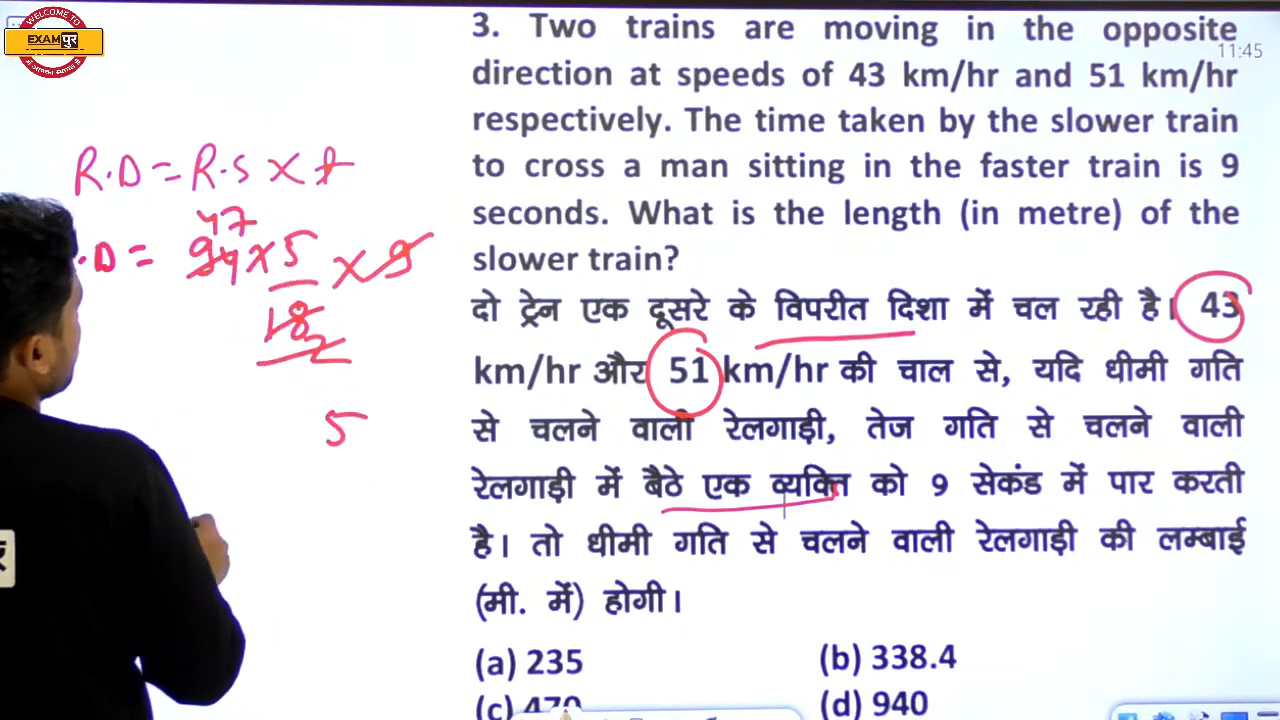 WELCOME TO
EXAM पुर
11:45
3. Two trains are moving in the opposite
direction at speeds of 43 km/hr and 51 km/hr
respectively. The time taken by the slower train
to cross a man sitting in the faster train is 9
seconds. What is the length (in metre) of the
slower train?
दो ट्रेन एक दूसरे के विपरीत दिशा में चल रही है। 43
km/hr और 51 km/hr की चाल से, यदि धीमी गति
से चलने वाली रेलगाड़ी, तेज गति से चलने वाली
रेलगाड़ी में बैठे एक व्यक्ति को 9 सेकंड में पार करती
है। तो धीमी गति से चलने वाली रेलगाड़ी की लम्बाई
(मी. में) होगी।
(a) 235 (b) 338.4
(c) 470 (d) 940
R.D = R.S × t
47
.D = 94 × 5 × 9
18 2
5